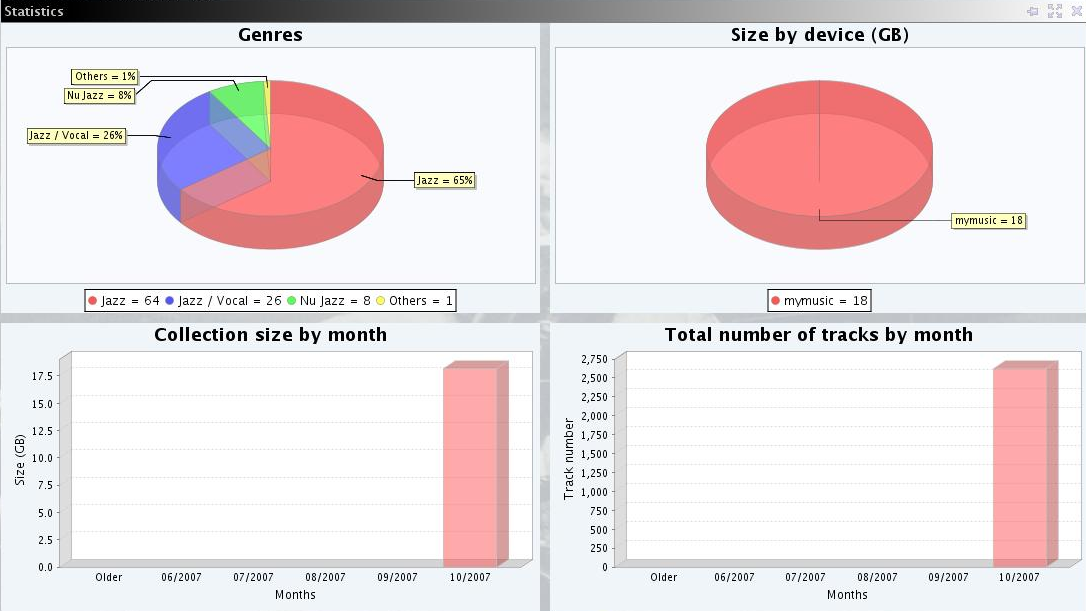 Statistics
Genres
Others = 1%
Nu Jazz = 8%
Jazz / Vocal = 26%
Jazz = 65%
Jazz = 64 Jazz / Vocal = 26 Nu Jazz = 8 Others = 1
Size by device (GB)
mymusic = 18
mymusic = 18
Collection size by month
17.5
15.0
12.5
10.0
7.5
5.0
2.5
0.0
Size (GB)
Older 06/2007 07/2007 08/2007 09/2007 10/2007
Months
Total number of tracks by month
2,750
2,500
2,250
2,000
1,750
1,500
1,250
1,000
750
500
250
0
Track number
Older 06/2007 07/2007 08/2007 09/2007 10/2007
Months